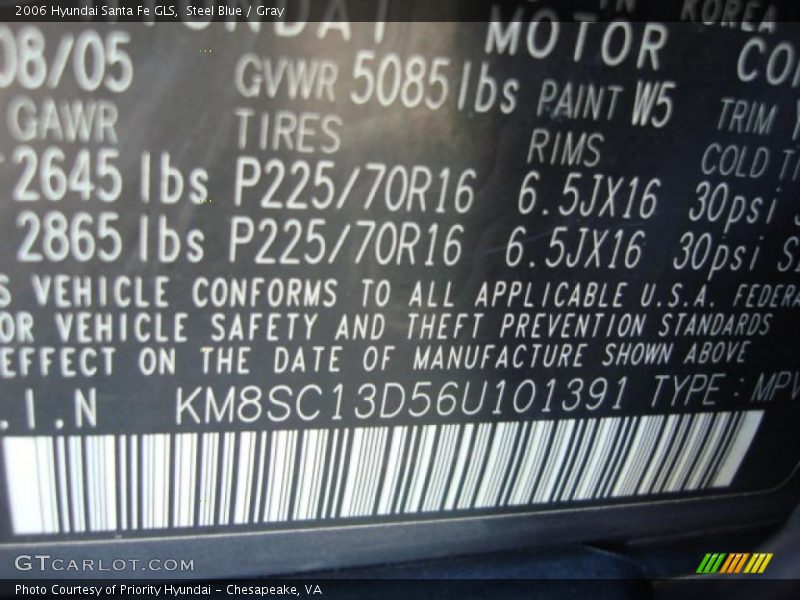 2006 Hyundai Santa Fe GLS, Steel Blue / Gray
MOTOR KOREA
08/05 GVWR 5085 lbs PAINT W5 TRIM
GAWR TIRES RIMS COLD
2645 lbs P225/70R16 6.5JX16 30psi
2865 lbs P225/70R16 6.5JX16 30psi
VEHICLE CONFORMS TO ALL APPLICABLE U.S.A. FEDERA
OR VEHICLE SAFETY AND THEFT PREVENTION STANDARDS
EFFECT ON THE DATE OF MANUFACTURE SHOWN ABOVE
.I.N KM8SC13D56U101391 TYPE : MPV
GTCARLOT.COM
Photo Courtesy of Priority Hyundai - Chesapeake, VA